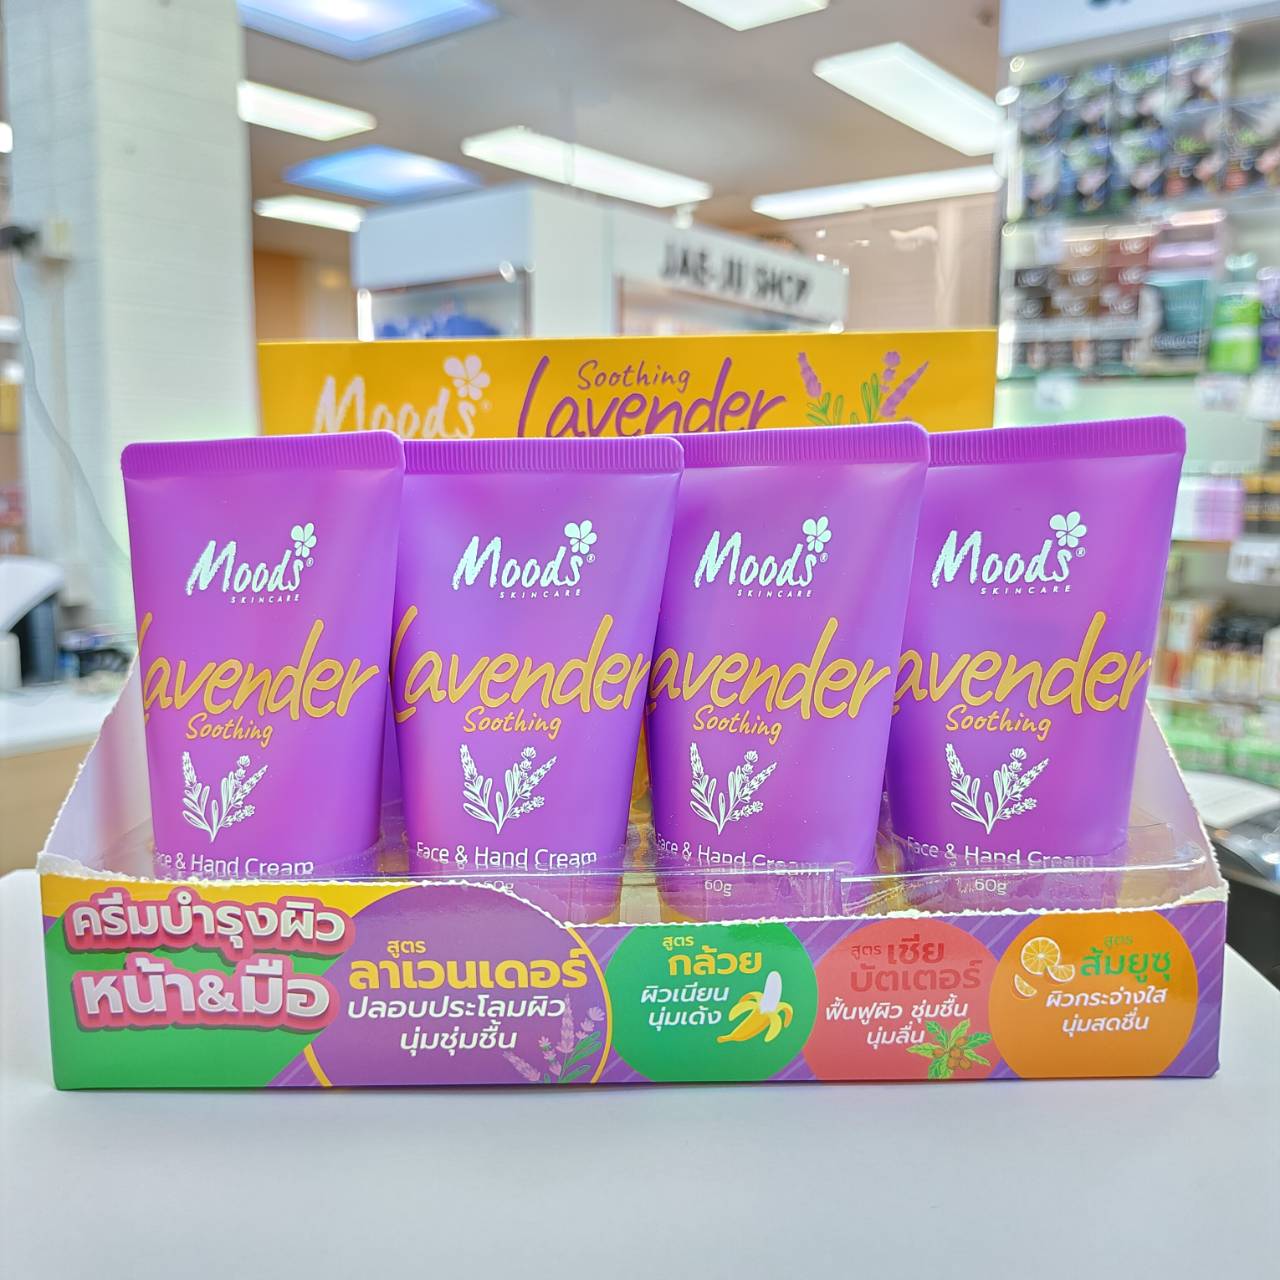 JAE-JU SHOP
Moods®
Soothing
Lavender
Moods®
SKINCARE
Lavender
Soothing
Face & Hand Cream
60g
Moods®
SKINCARE
Lavender
Soothing
Face & Hand Cream
60g
Moods®
SKINCARE
Lavender
Soothing
Face & Hand Cream
60g
Moods®
SKINCARE
Lavender
Soothing
Face & Hand Cream
60g
ครีมบำรุงผิว
หน้า&มือ
สูตร
ลาเวนเดอร์
ปลอบประโลมผิว
นุ่มชุ่มชื้น
สูตร
กล้วย
ผิวเนียน
นุ่มเด้ง
สูตร เชีย
บัตเตอร์
ฟื้นฟูผิว ชุ่มชื้น
นุ่มลื่น
สูตร
ส้มยูซุ
ผิวกระจ่างใส
นุ่มสดชื่น